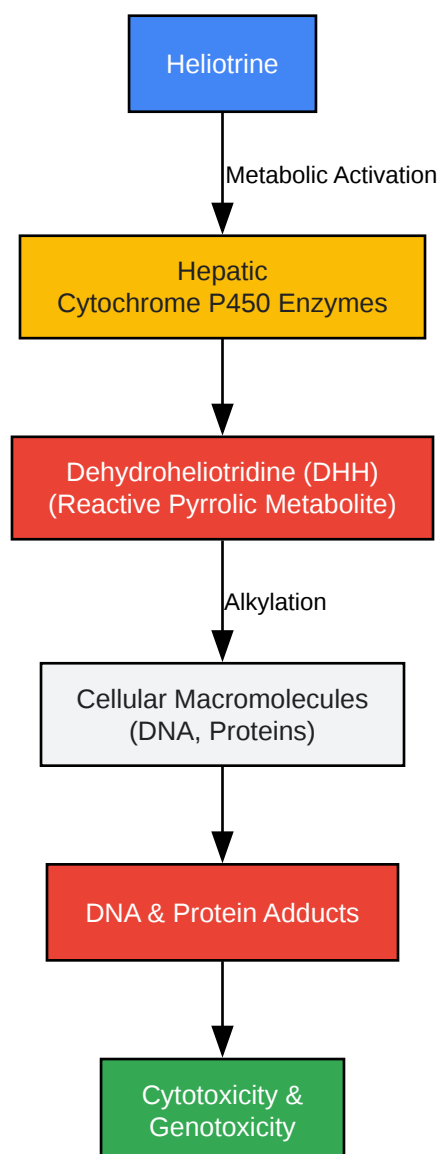 Heliotrine
Metabolic Activation
Hepatic
Cytochrome P450 Enzymes
Dehydroheliotridine (DHH)
(Reactive Pyrrolic Metabolite)
Alkylation
Cellular Macromolecules
(DNA, Proteins)
DNA & Protein Adducts
Cytotoxicity &
Genotoxicity